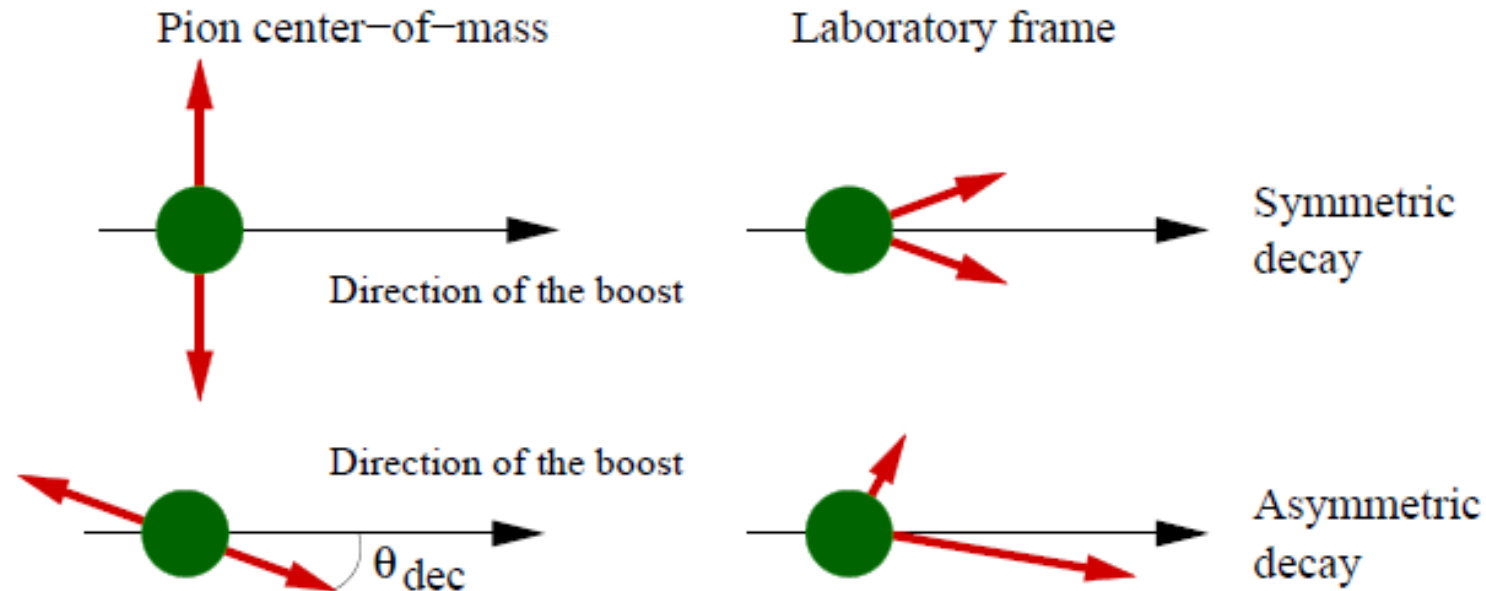 Pion center−of−mass
Laboratory frame
Direction of the boost
Symmetric
decay
Direction of the boost
θdec
Asymmetric
decay